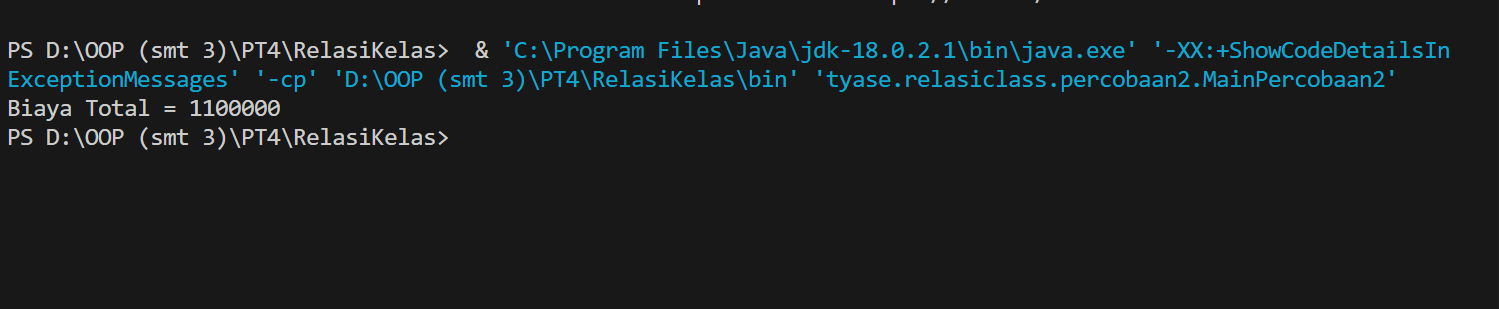 PS D:\OOP (smt 3)\PT4\RelasiKelas>  & 'C:\Program Files\Java\jdk-18.0.2.1\bin\java.exe' '-XX:+ShowCodeDetailsIn
ExceptionMessages' '-cp' 'D:\OOP (smt 3)\PT4\RelasiKelas\bin' 'tyase.relasiclass.percobaan2.MainPercobaan2'
Biaya Total = 1100000
PS D:\OOP (smt 3)\PT4\RelasiKelas>